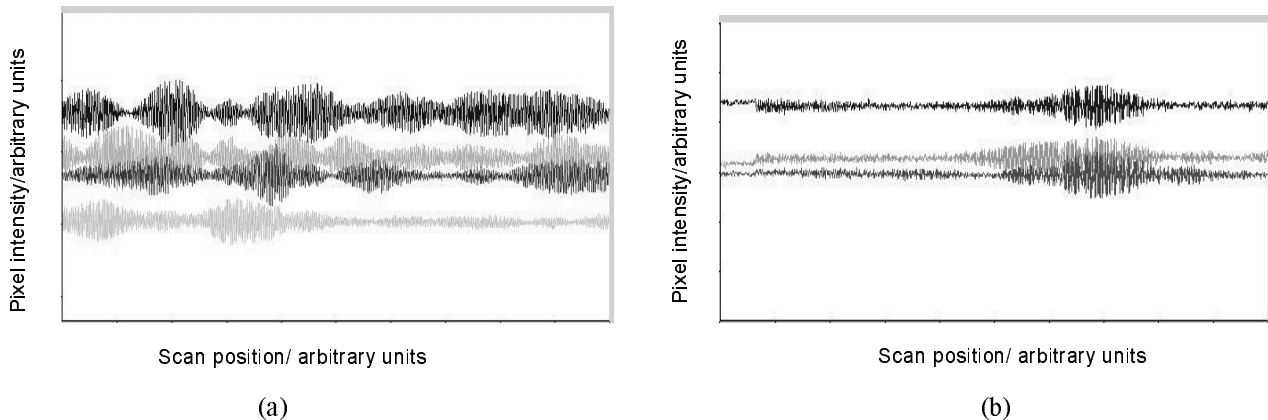 Pixel intensity/arbitrary units
Scan position/ arbitrary units
(a)
Pixel intensity/arbitrary units
Scan position/ arbitrary units
(b)